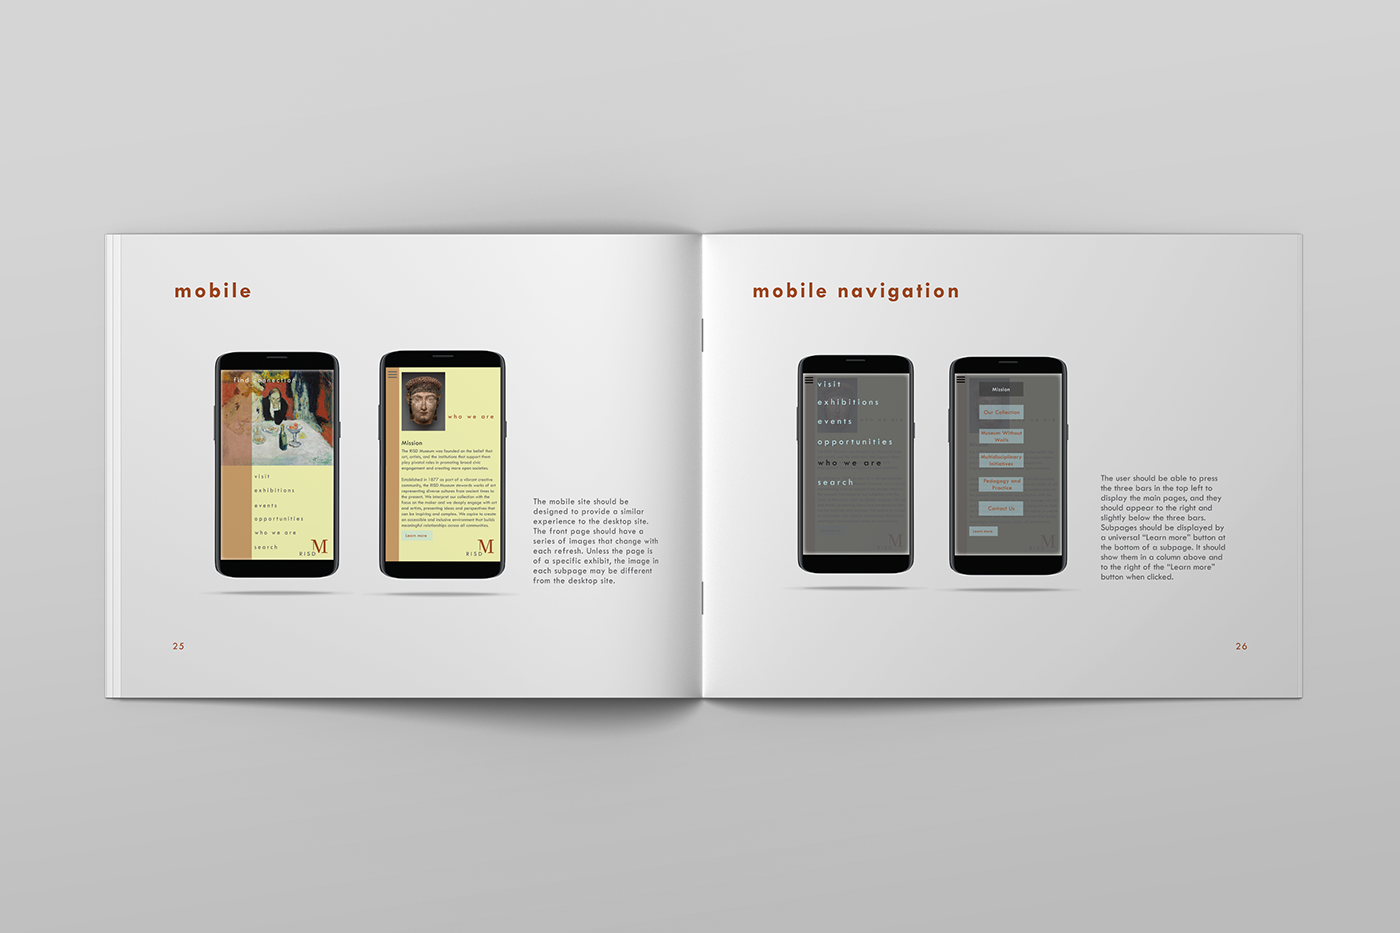 mobile
find connection
visit
exhibitions
events
opportunities
who we are
search
RISD
M
who we are
Mission
The RISD Museum was founded on the belief that
art, artists, and the institutions that support them
play pivotal roles in promoting broad civic
engagement and creating more open societies.
Established in 1877 as part of a vibrant creative
community, the RISD Museum stewards works of art
representing diverse cultures from ancient times to
the present. We interpret our collection with the
focus on the maker and we deeply engage with art
and artists, presenting ideas and perspectives that
can be inspiring and complex. We aspire to create
an accessible and inclusive environment that builds
meaningful relationships across all communities.
Learn more
RISD
M
The mobile site should be
designed to provide a similar
experience to the desktop site.
The front page should have a
series of images that change with
each refresh. Unless the page is
of a specific exhibit, the image in
each subpage may be different
from the desktop site.
25
mobile navigation
visit
exhibitions
events
opportunities
who we are
search
M
Mission
Our Collection
Museum Without
Walls
Multidisciplinary
Initiatives
Pedagogy and
Practice
Contact Us
Learn more
M
The user should be able to press
the three bars in the top left to
display the main pages, and they
should appear to the right and
slightly below the three bars.
Subpages should be displayed by
a universal "Learn more" button at
the bottom of a subpage. It should
show them in a column above and
to the right of the "Learn more"
button when clicked.
26